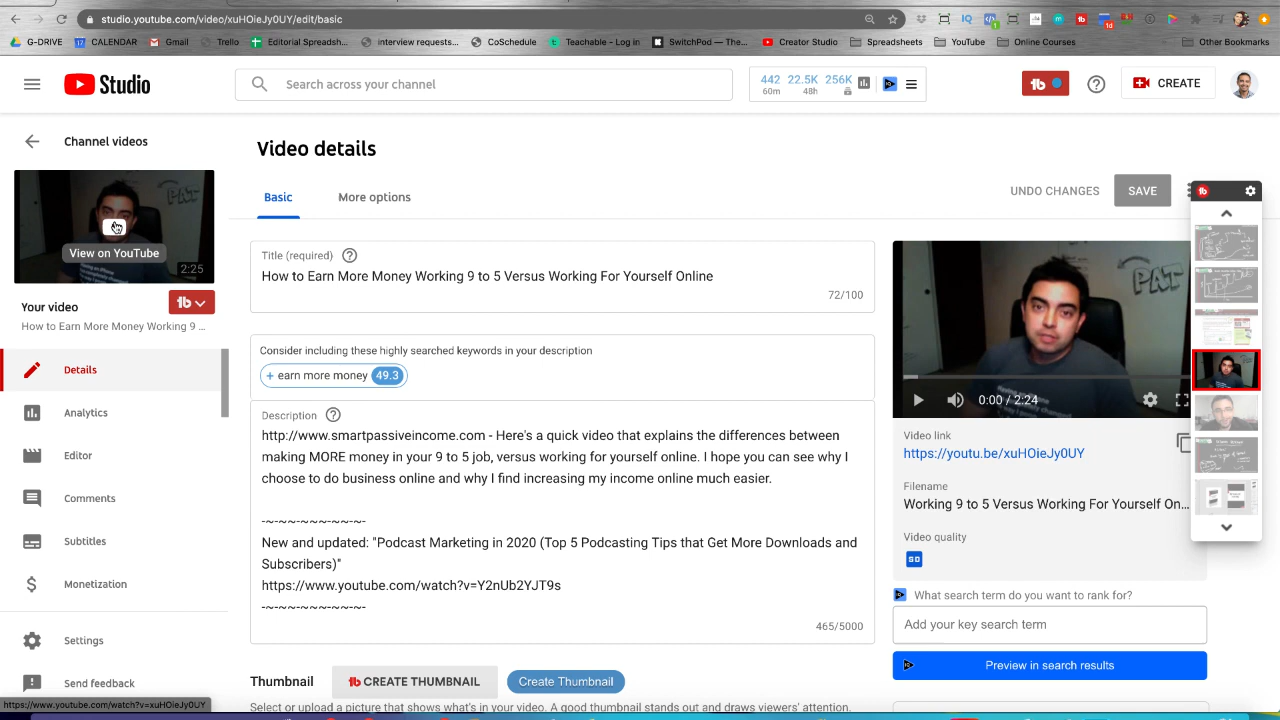 studio.youtube.com/video/xuHOieJy0UY/edit/basic
G-DRIVE
17
CALENDAR
Gmail
Trello
Editorial Spreadsh...
interview requests...
CoSchedule
Teachable - Log in
SwitchPod — The...
Creator Studio
Spreadsheets
YouTube
Online Courses
Other Bookmarks
Studio
Search across your channel
442 22.5K 256K
60m 48h
tb
CREATE
Channel videos
Video details
Basic
More options
UNDO CHANGES
SAVE
PAT
View on YouTube
2:25
Your video
How to Earn More Money Working 9 ...
Title (required)
How to Earn More Money Working 9 to 5 Versus Working For Yourself Online
72/100
Consider including these highly searched keywords in your description
+ earn more money 49.3
Description
http://www.smartpassiveincome.com - Here's a quick video that explains the differences between
making MORE money in your 9 to 5 job, versus working for yourself online. I hope you can see why I
choose to do business online and why I find increasing my income online much easier.
-~-~~-~~~-~~-~-
New and updated: "Podcast Marketing in 2020 (Top 5 Podcasting Tips that Get More Downloads and
Subscribers)"
https://www.youtube.com/watch?v=Y2nUb2YJT9s
-~-~~-~~~-~~-~-
465/5000
Details
Analytics
Editor
Comments
Subtitles
Monetization
Settings
Send feedback
PAT
0:00 / 2:24
Video link
https://youtu.be/xuHOieJy0UY
Filename
Working 9 to 5 Versus Working For Yourself On...
Video quality
SD
What search term do you want to rank for?
Add your key search term
Preview in search results
Thumbnail
tb CREATE THUMBNAIL
Create Thumbnail
Select or upload a picture that shows what's in your video. A good thumbnail stands out and draws viewers' attention.
https://www.youtube.com/watch?v=xuHOieJy0UY